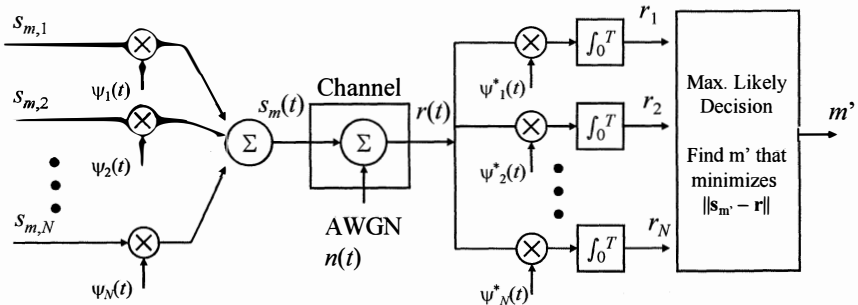 s_{m,1}
ψ_1(t)
s_{m,2}
ψ_2(t)
s_{m,N}
ψ_N(t)
Σ
s_m(t)
Channel
Σ
AWGN
n(t)
r(t)
ψ*_1(t)
∫_0^T
r_1
ψ*_2(t)
∫_0^T
r_2
ψ*_N(t)
∫_0^T
r_N
Max. Likely
Decision
Find m' that
minimizes
||s_{m'} – r||
m'